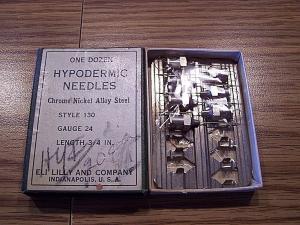 ONE DOZEN
HYPODERMIC
NEEDLES
Chrome Nickel Alloy Steel
STYLE 130
GAUGE 24
LENGTH 3/4 IN.
ELI LILLY AND COMPANY
INDIANAPOLIS, U. S. A.